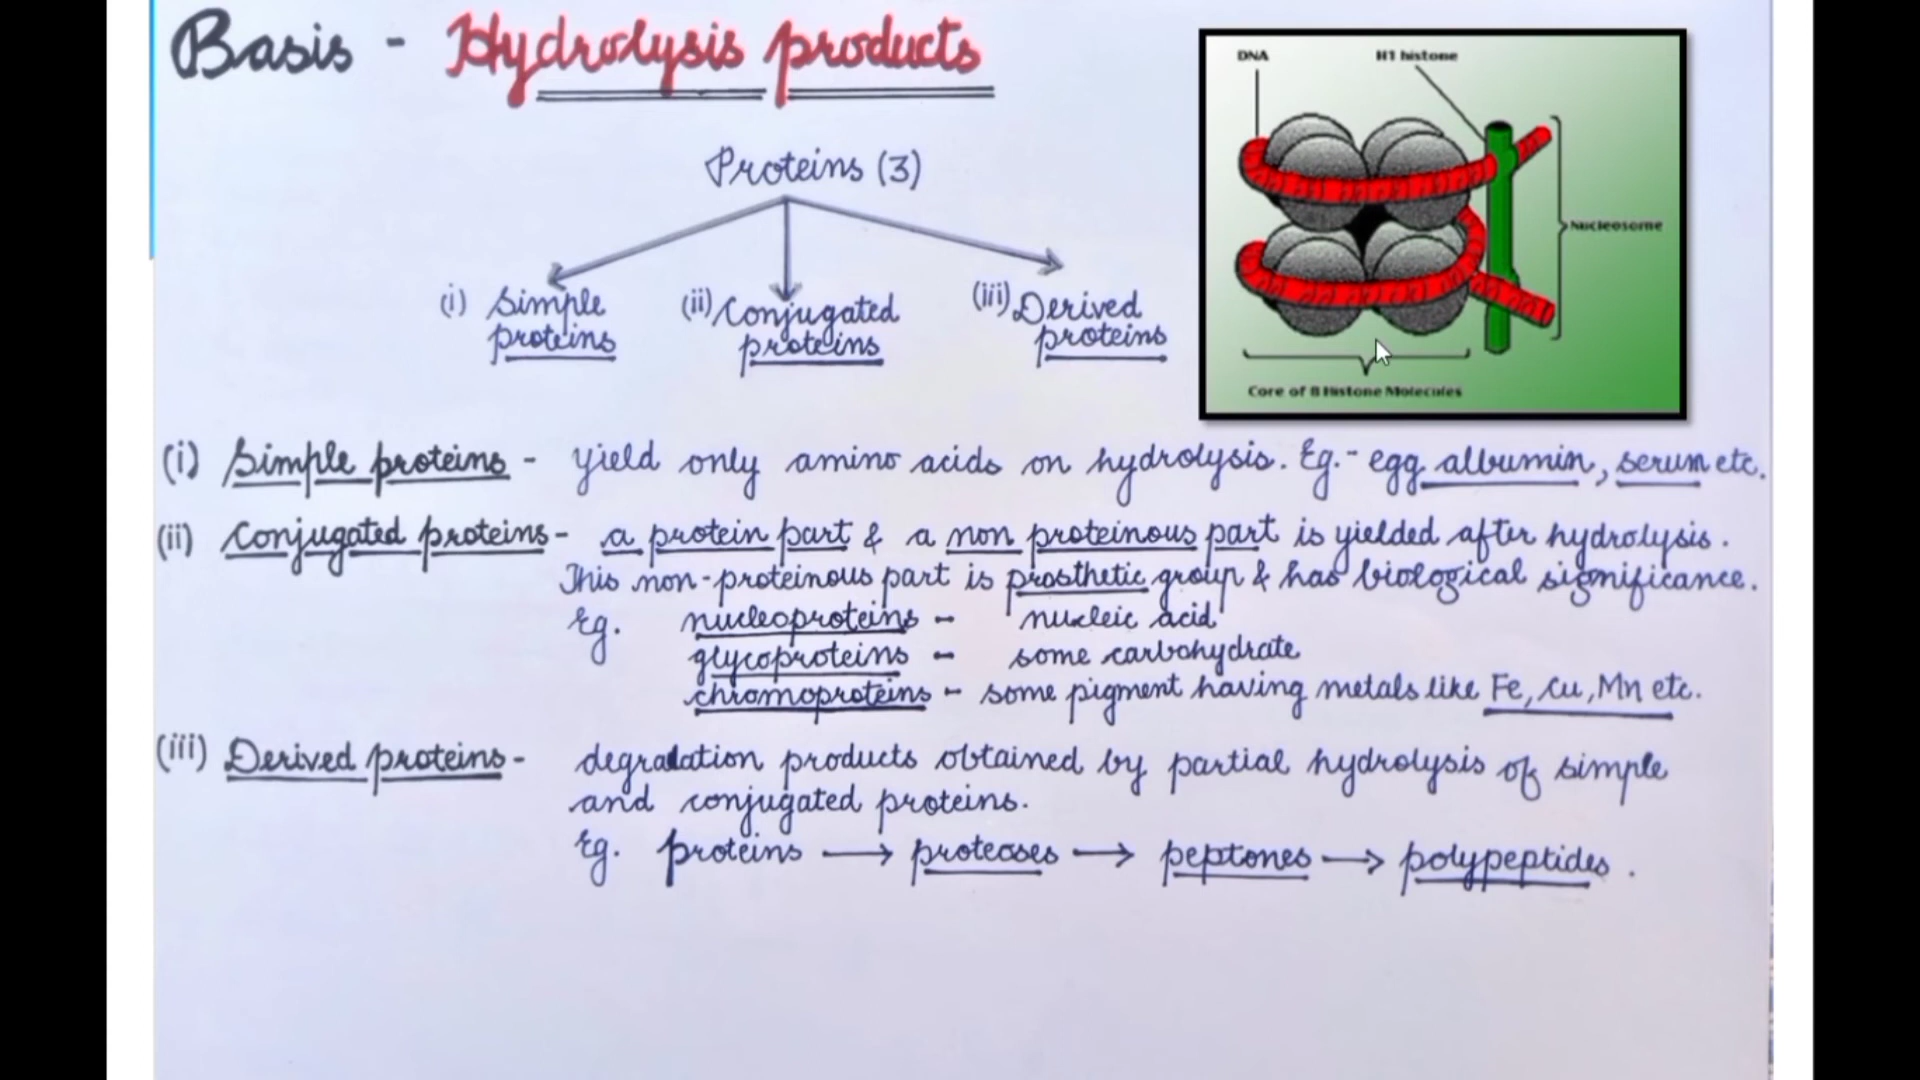 Basis - Hydrolysis products
Proteins (3)
(i) Simple proteins
(ii) Conjugated proteins
(iii) Derived proteins
DNA
H1 histone
Nucleosome
Core of 8 Histone Molecules
(i) Simple proteins - yield only amino acids on hydrolysis. Eg.- egg albumin, serum etc.
(ii) Conjugated proteins - a protein part & a non proteinous part is yielded after hydrolysis.
This non-proteinous part is prosthetic group & has biological significance.
Eg. nucleoproteins - nucleic acid
glycoproteins - some carbohydrate
chromoproteins - some pigment having metals like Fe, Cu, Mn etc.
(iii) Derived proteins - degradation products obtained by partial hydrolysis of simple
and conjugated proteins.
Eg. proteins → proteoses → peptones → polypeptides.